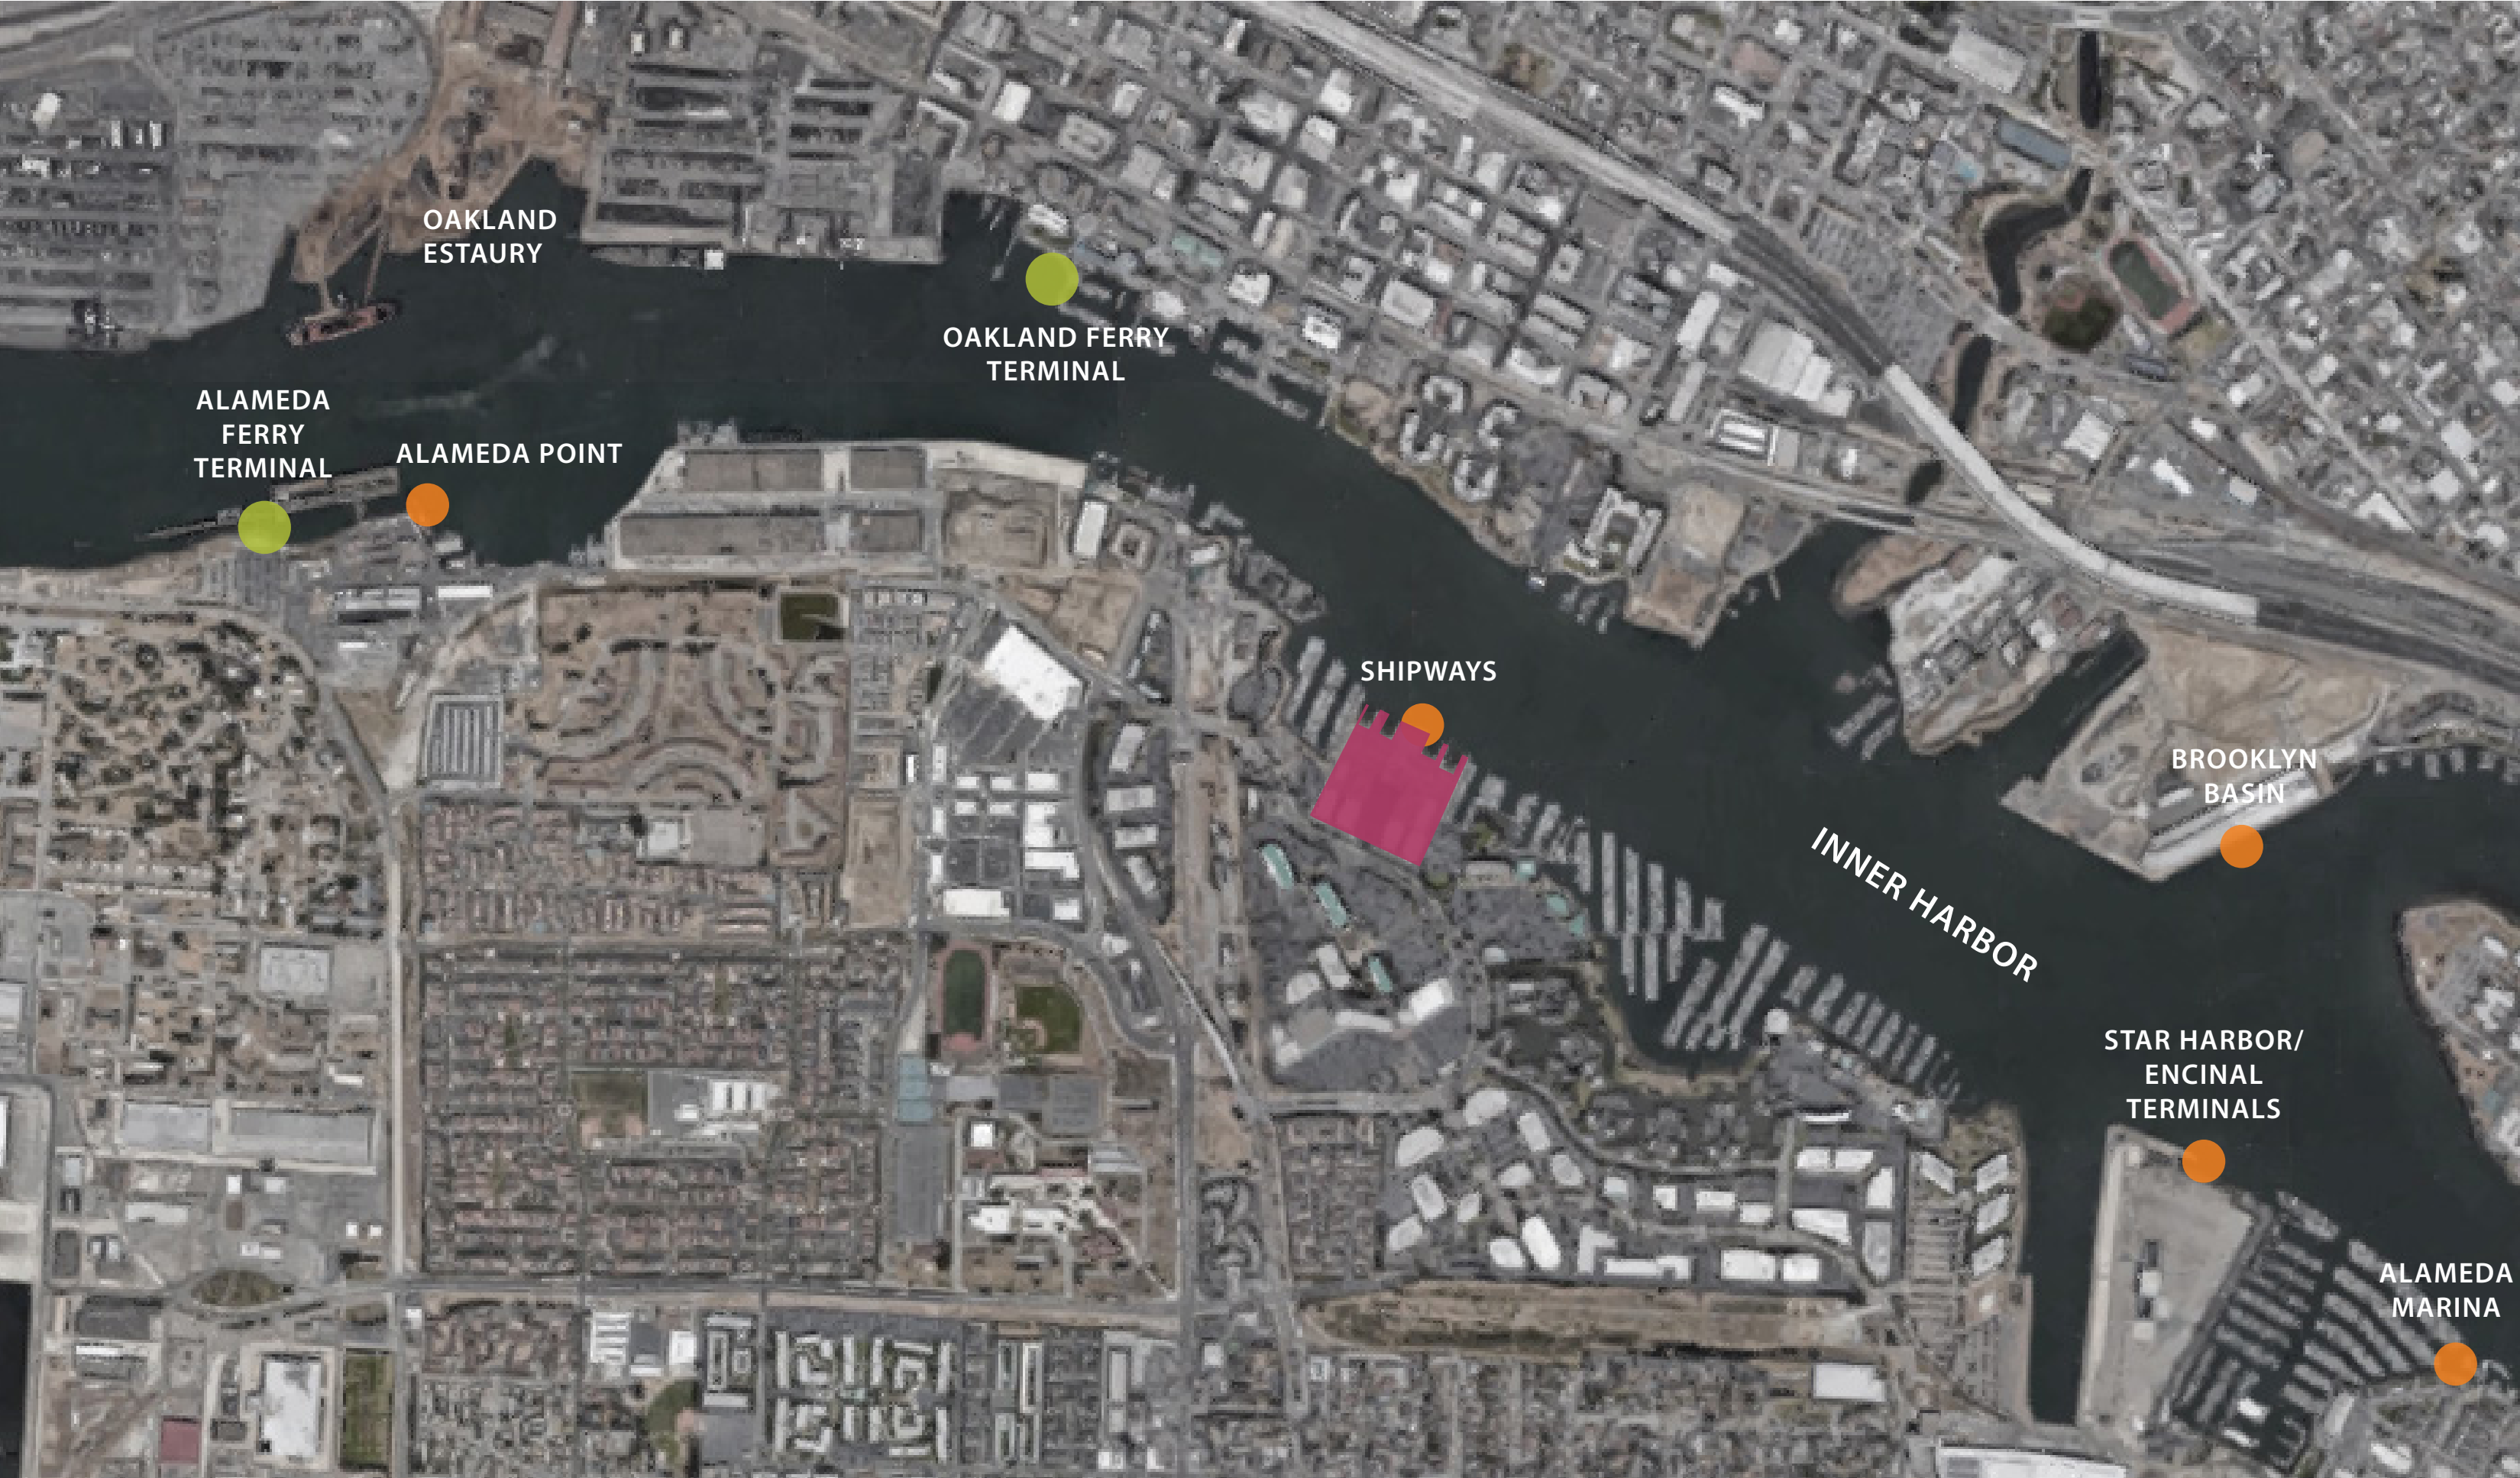 OAKLAND
ESTAURY
OAKLAND FERRY
TERMINAL
ALAMEDA
FERRY
TERMINAL
ALAMEDA POINT
SHIPWAYS
BROOKLYN
BASIN
INNER HARBOR
STAR HARBOR/
ENCINAL
TERMINALS
ALAMEDA
MARINA